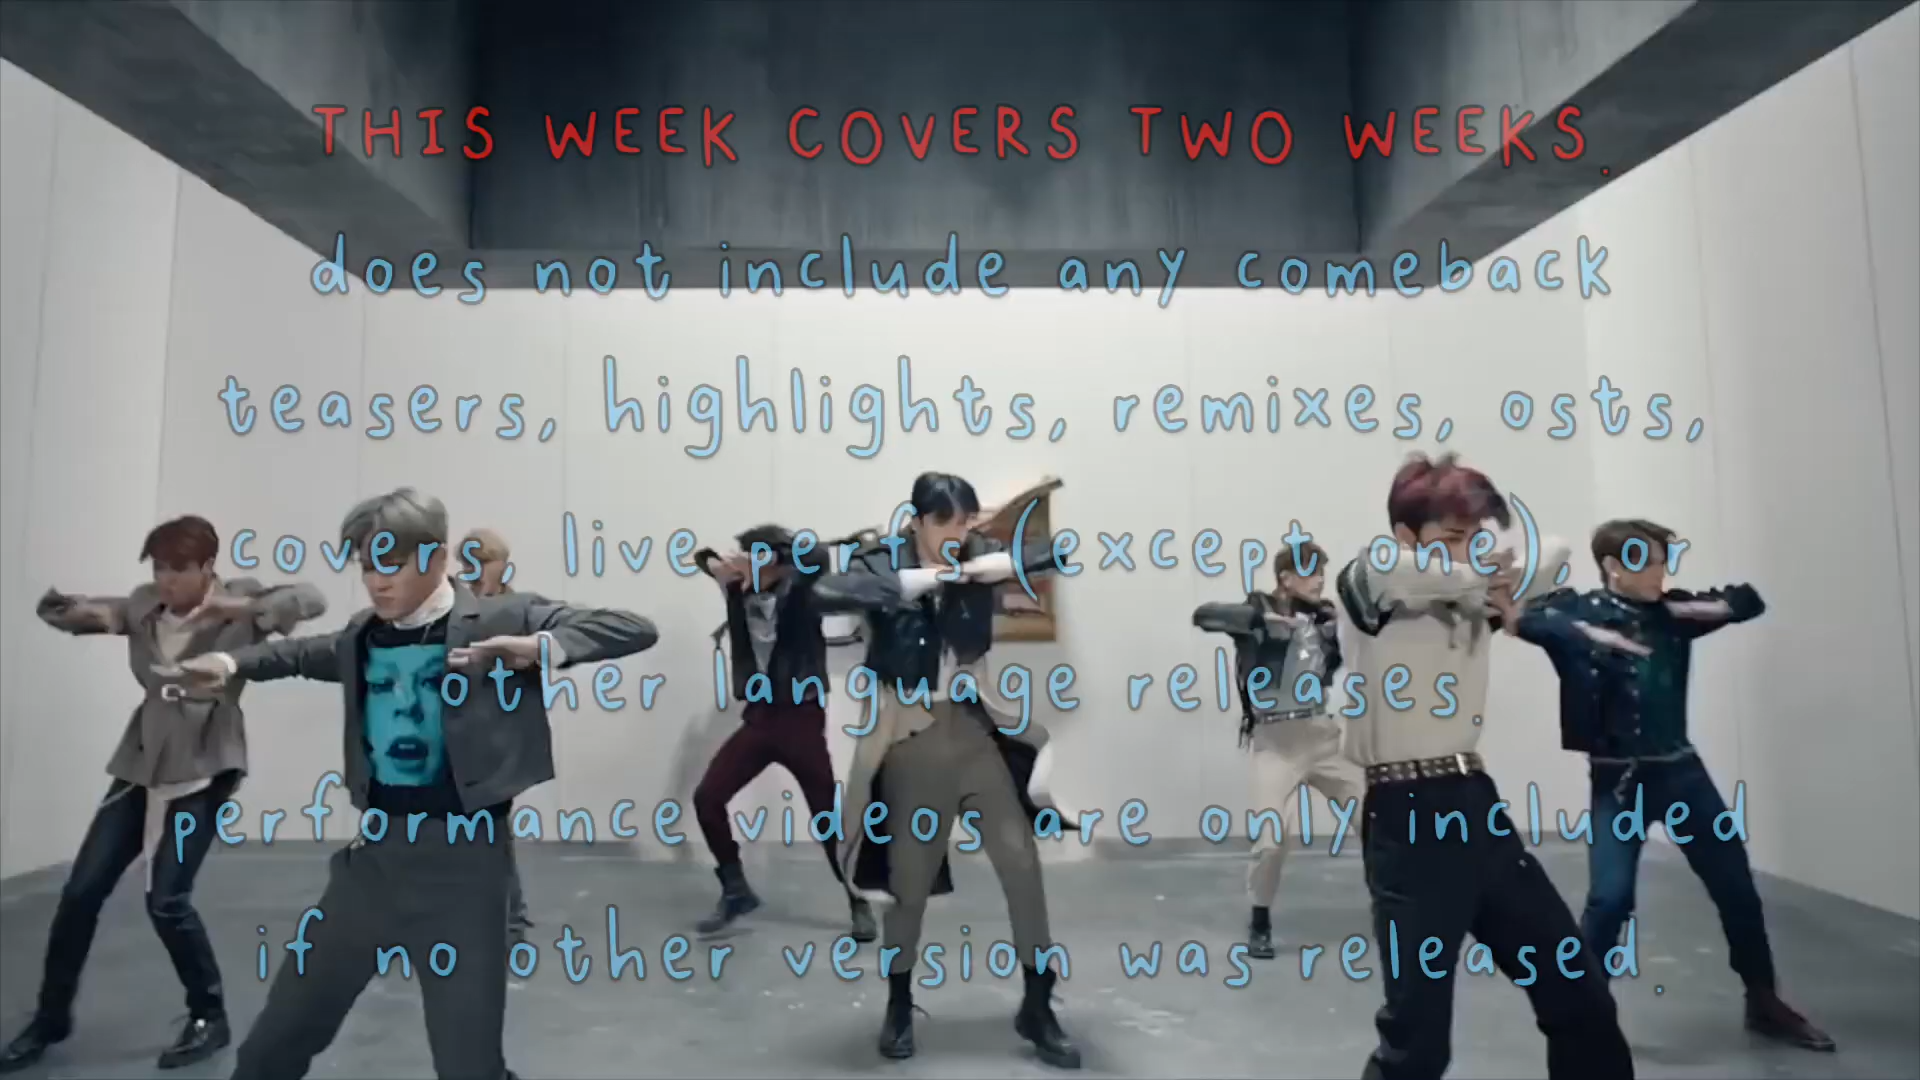 THIS WEEK COVERS TWO WEEKS.
does not include any comeback
teasers, highlights, remixes, osts,
covers, live perfs (except one), or
other language releases.
performance videos are only included
if no other version was released.